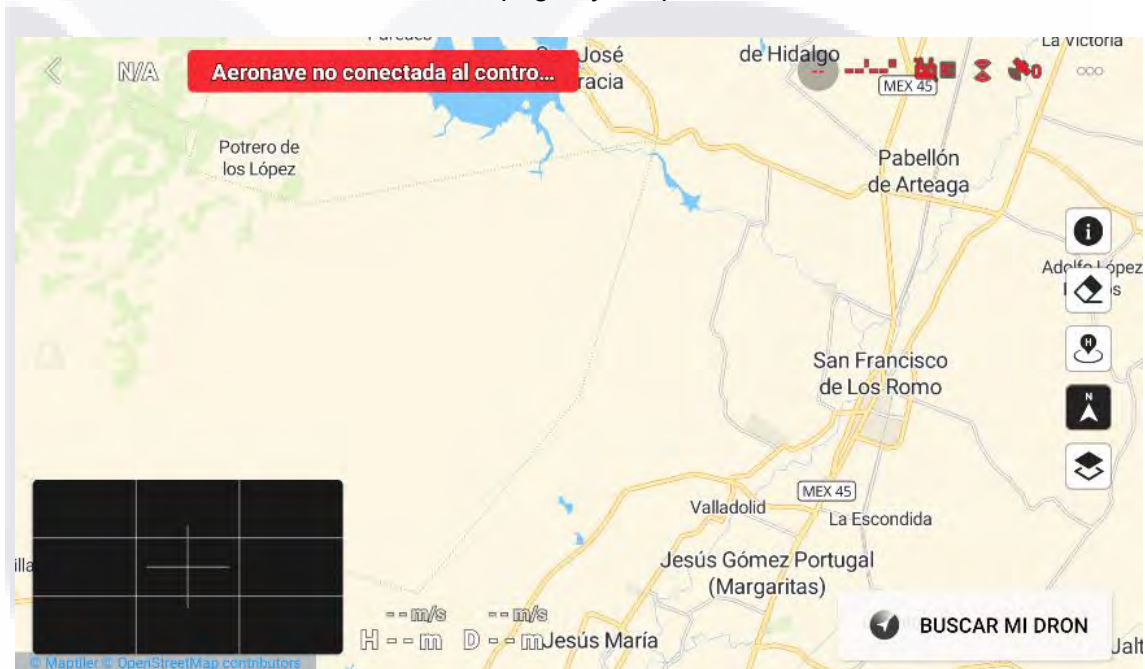 La Victoria
José
de Hidalgo
N/A
Aeronave no conectada al contro...
racia
--
--'--"
0
MEX 45
Potrero de
los López
Pabellón
de Arteaga
i
Adolfo López
s
H
San Francisco
de Los Romo
N
MEX 45
Valladolid
La Escondida
illa
Jesús Gómez Portugal
(Margaritas)
--m/s --m/s
BUSCAR MI DRON
H --m D --m
Jesús María
Jalt
© Maptiler © OpenStreetMap contributors